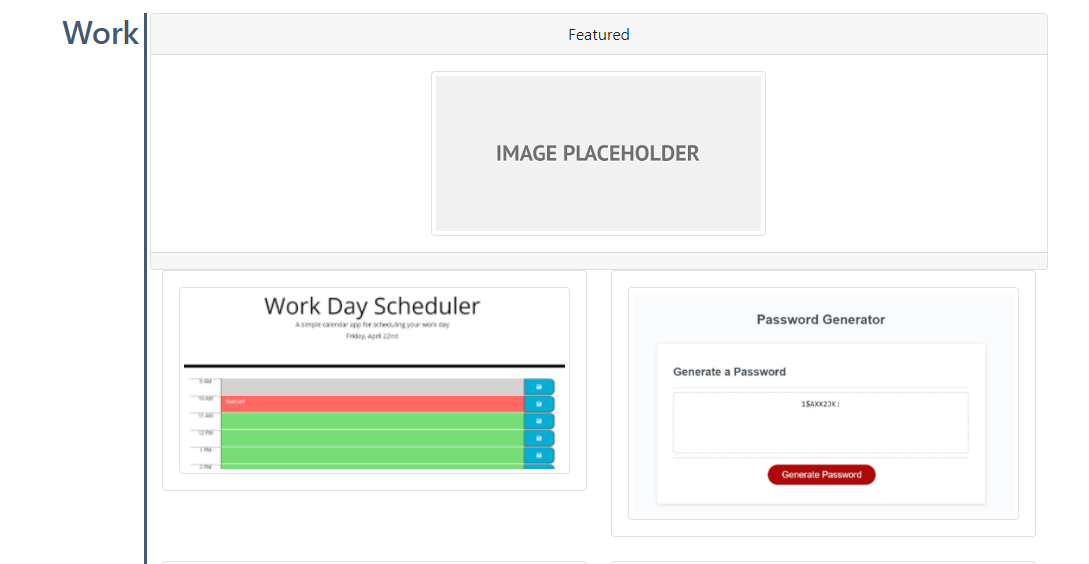 Work
Featured
IMAGE PLACEHOLDER
Work Day Scheduler
A simple calendar app for scheduling your work day
Friday, April 22nd
9 AM
10 AM
11 AM
12 PM
1 PM
2 PM
Password Generator
Generate a Password
1$AXX2JK:
Generate Password